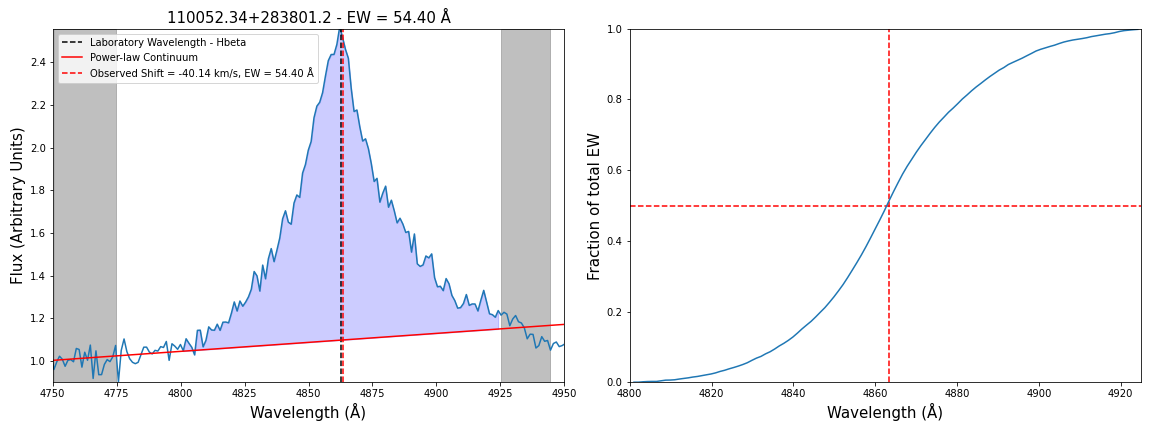 110052.34+283801.2 - EW = 54.40 Å
Laboratory Wavelength - Hbeta
Power-law Continuum
Observed Shift = -40.14 km/s, EW = 54.40 Å
Flux (Arbitrary Units)
2.4
2.2
2.0
1.8
1.6
1.4
1.2
1.0
4750 4775 4800 4825 4850 4875 4900 4925 4950
Wavelength (Å)
Fraction of total EW
1.0
0.8
0.6
0.4
0.2
0.0
4800 4820 4840 4860 4880 4900 4920
Wavelength (Å)